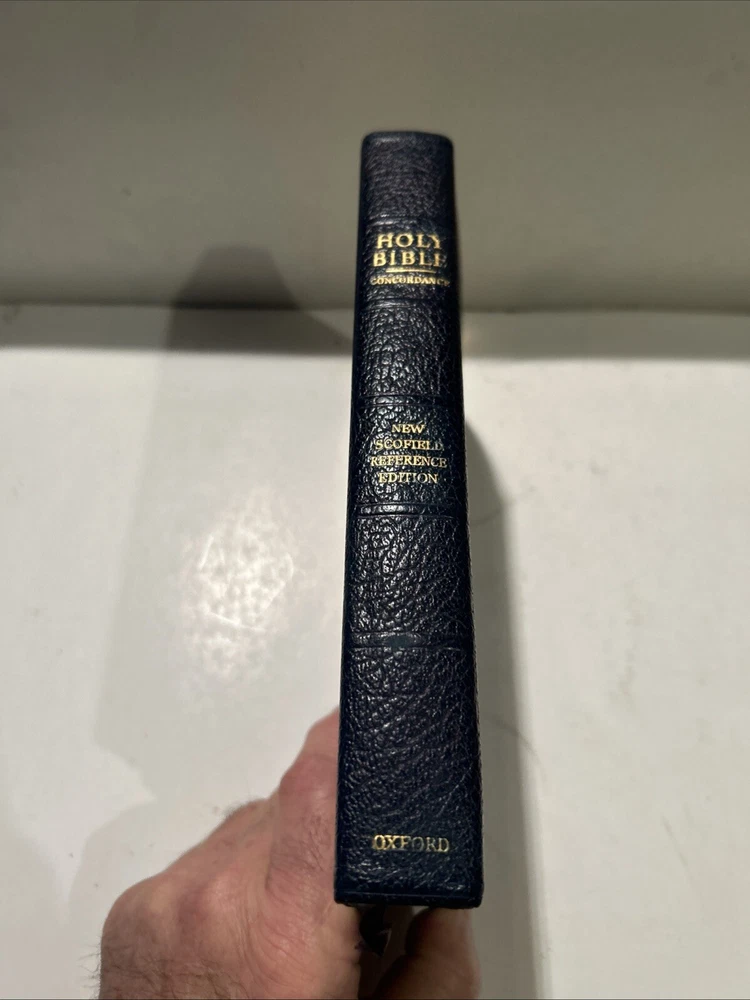 HOLY
BIBLE
CONCORDANCE
NEW
SCOFIELD
REFERENCE
EDITION
OXFORD